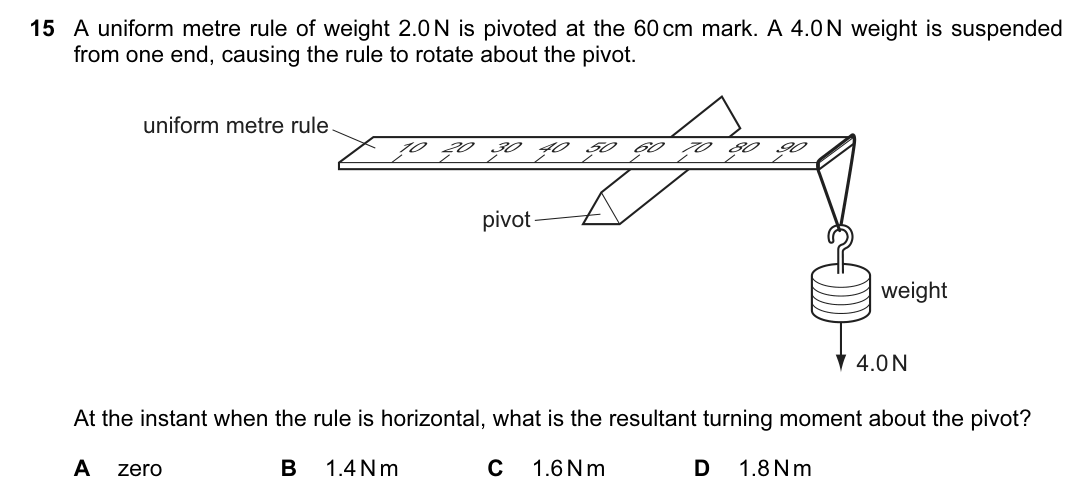 15 A uniform metre rule of weight 2.0 N is pivoted at the 60 cm mark. A 4.0 N weight is suspended
from one end, causing the rule to rotate about the pivot.
uniform metre rule
10 20 30 40 50 60 70 80 90
pivot
weight
4.0 N
At the instant when the rule is horizontal, what is the resultant turning moment about the pivot?
A zero B 1.4 N m C 1.6 N m D 1.8 N m